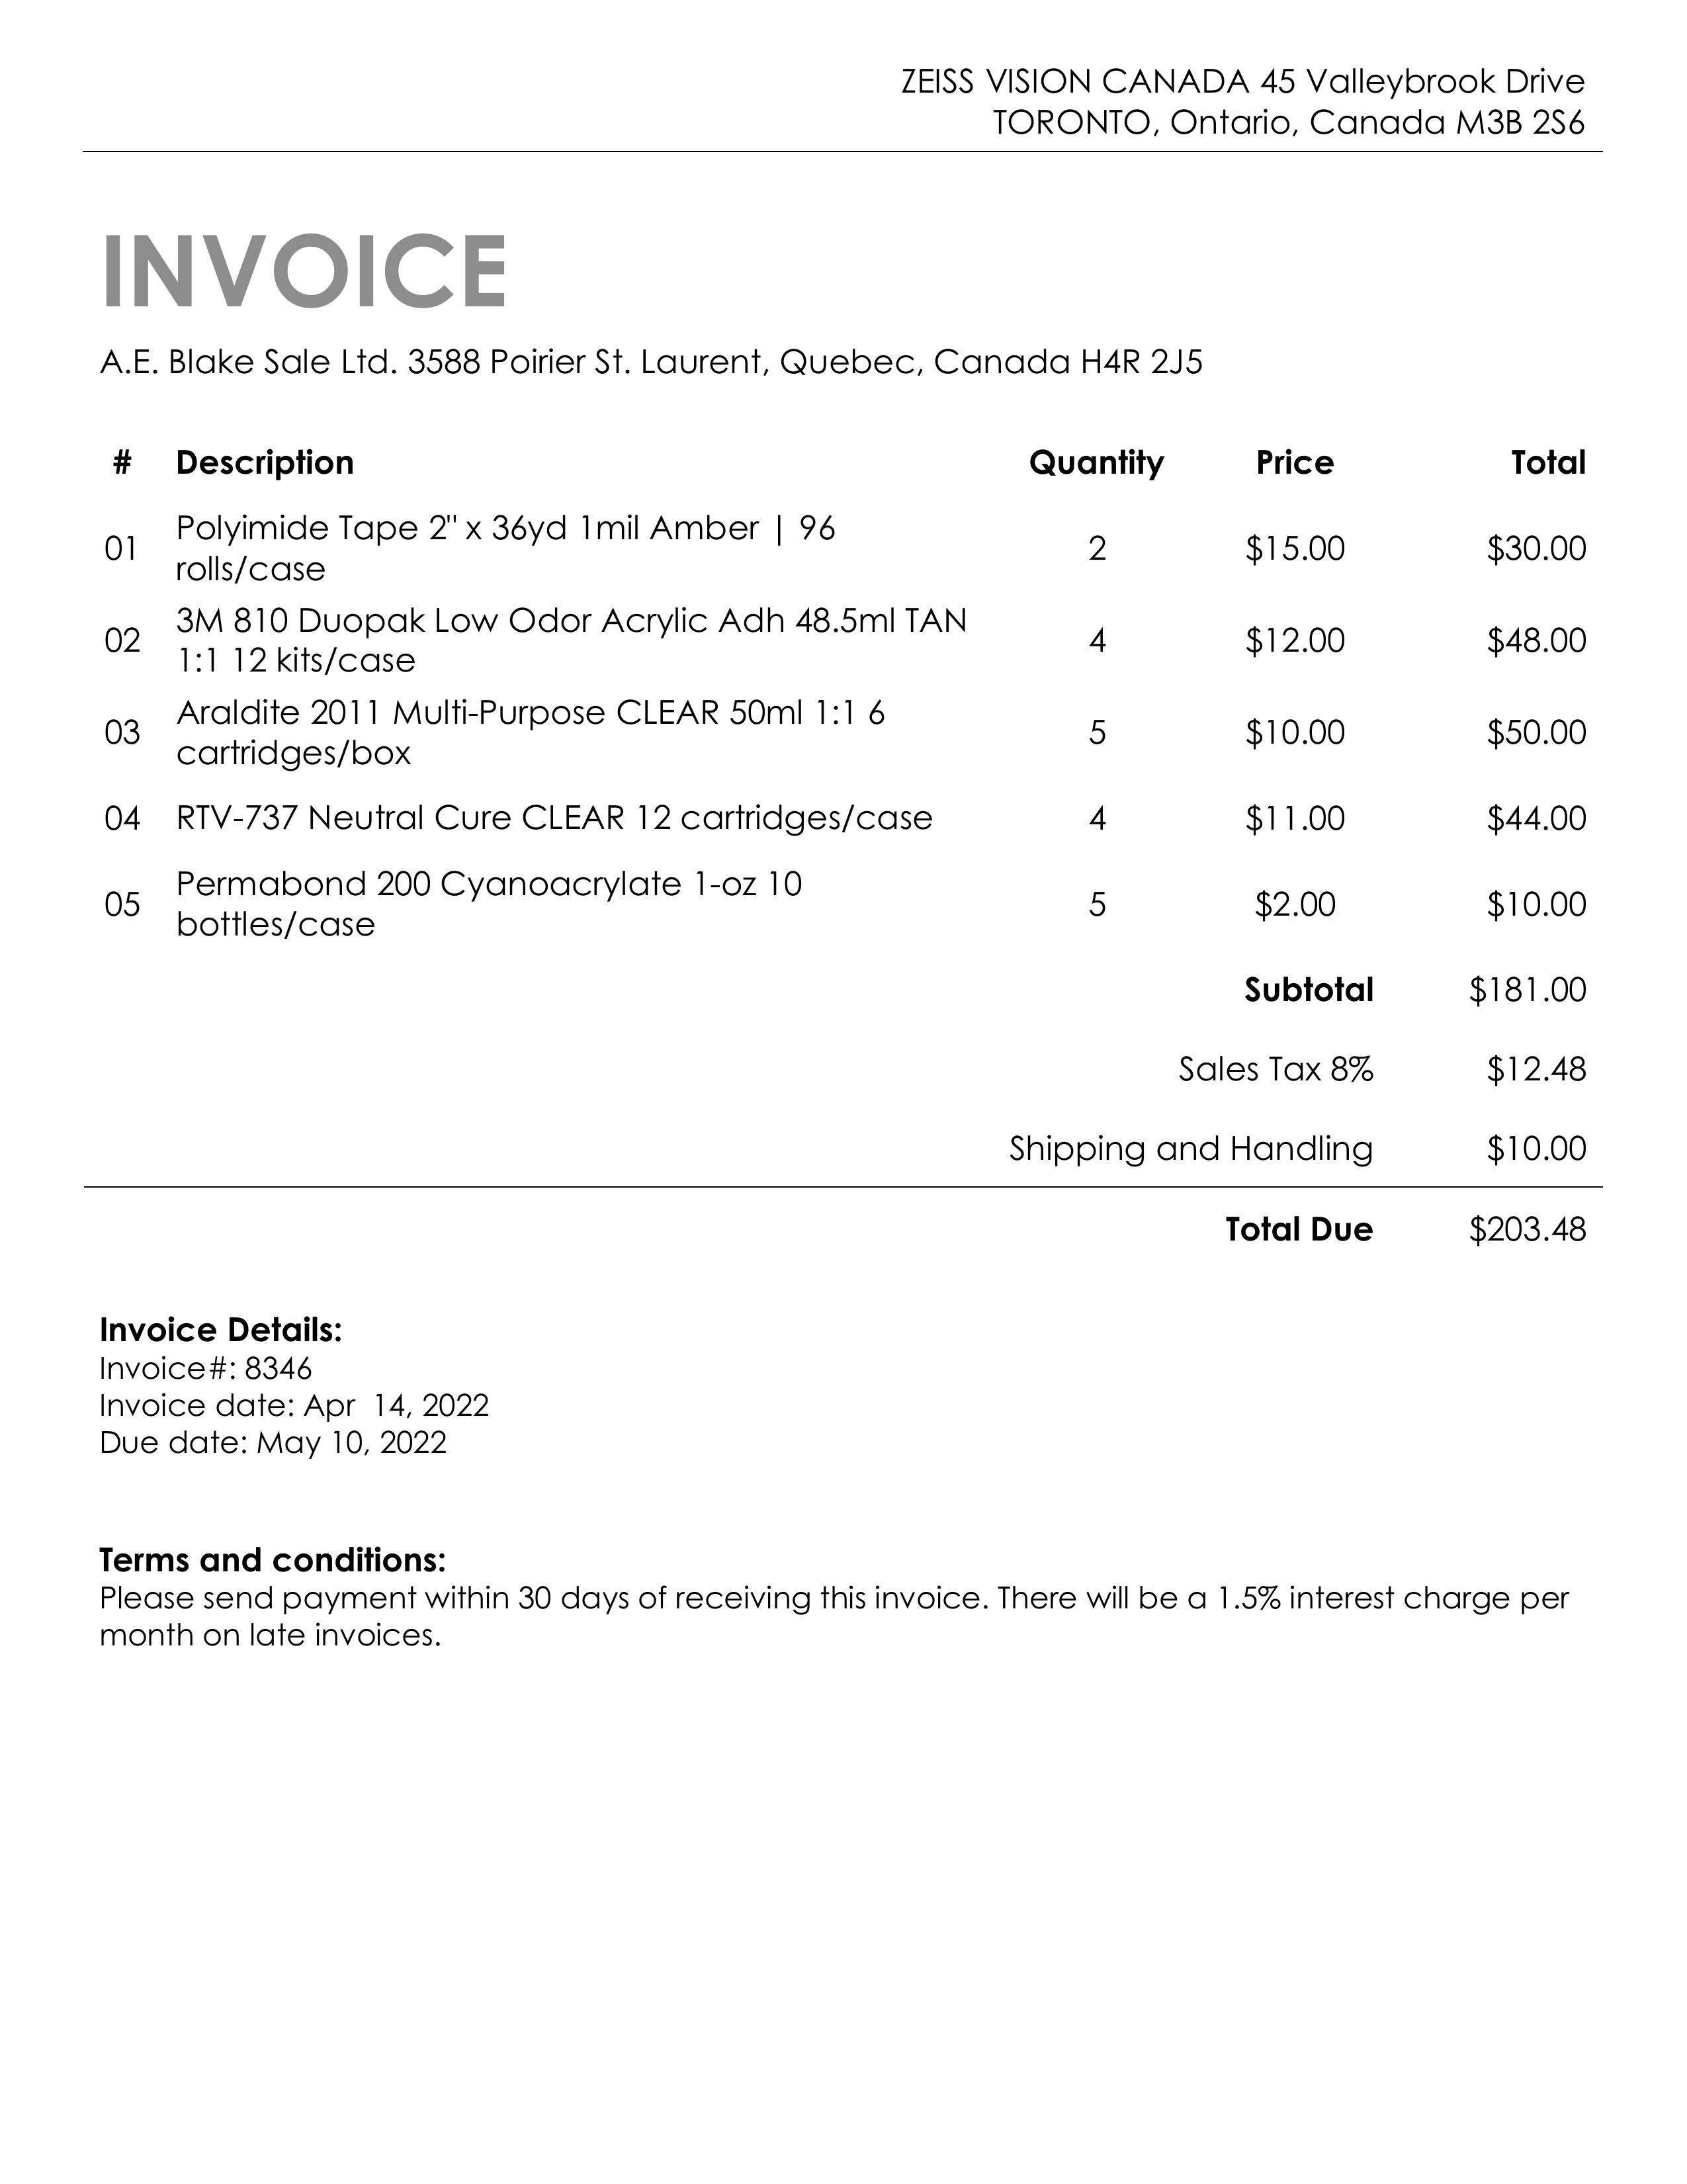 ZEISS VISION CANADA 45 Valleybrook Drive
TORONTO, Ontario, Canada M3B 2S6
INVOICE
A.E. Blake Sale Ltd. 3588 Poirier St. Laurent, Quebec, Canada H4R 2J5
# Description Quantity Price Total
01 Polyimide Tape 2" x 36yd 1mil Amber | 96
rolls/case 2 $15.00 $30.00
02 3M 810 Duopak Low Odor Acrylic Adh 48.5ml TAN
1:1 12 kits/case 4 $12.00 $48.00
03 Araldite 2011 Multi-Purpose CLEAR 50ml 1:1 6
cartridges/box 5 $10.00 $50.00
04 RTV-737 Neutral Cure CLEAR 12 cartridges/case 4 $11.00 $44.00
05 Permabond 200 Cyanoacrylate 1-oz 10
bottles/case 5 $2.00 $10.00
Subtotal $181.00
Sales Tax 8% $12.48
Shipping and Handling $10.00
Total Due $203.48
Invoice Details:
Invoice#: 8346
Invoice date: Apr  14, 2022
Due date: May 10, 2022
Terms and conditions:
Please send payment within 30 days of receiving this invoice. There will be a 1.5% interest charge per
month on late invoices.